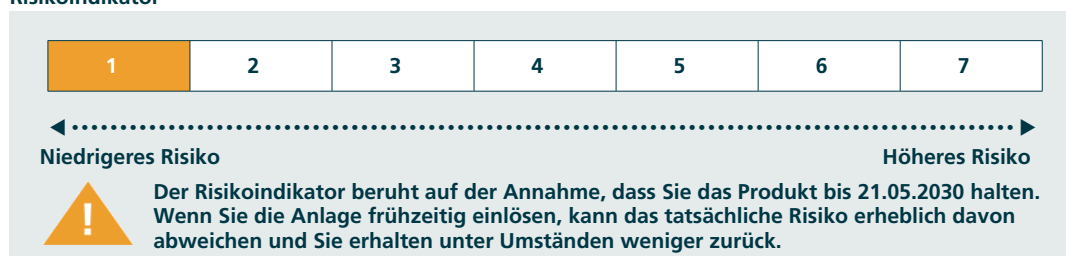 Risikoindikator
1 2 3 4 5 6 7
Niedrigeres Risiko Höheres Risiko
! Der Risikoindikator beruht auf der Annahme, dass Sie das Produkt bis 21.05.2030 halten.
Wenn Sie die Anlage frühzeitig einlösen, kann das tatsächliche Risiko erheblich davon
abweichen und Sie erhalten unter Umständen weniger zurück.